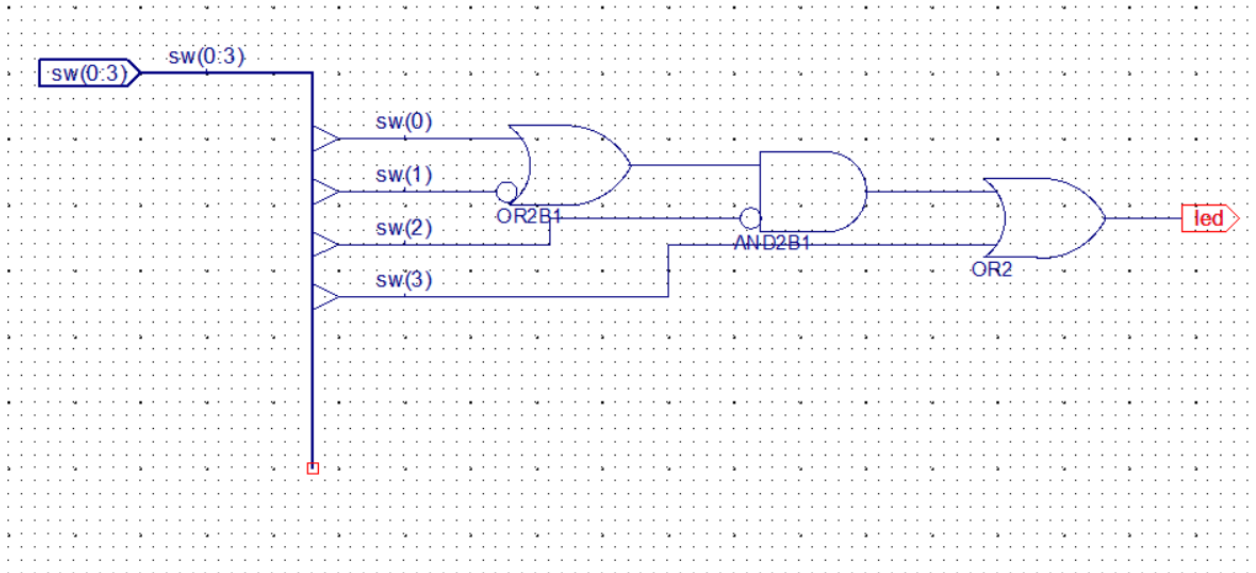 sw(0:3)
sw(0:3)
sw(0)
sw(1)
OR2B1
sw(2)
AND2B1
sw(3)
OR2
led